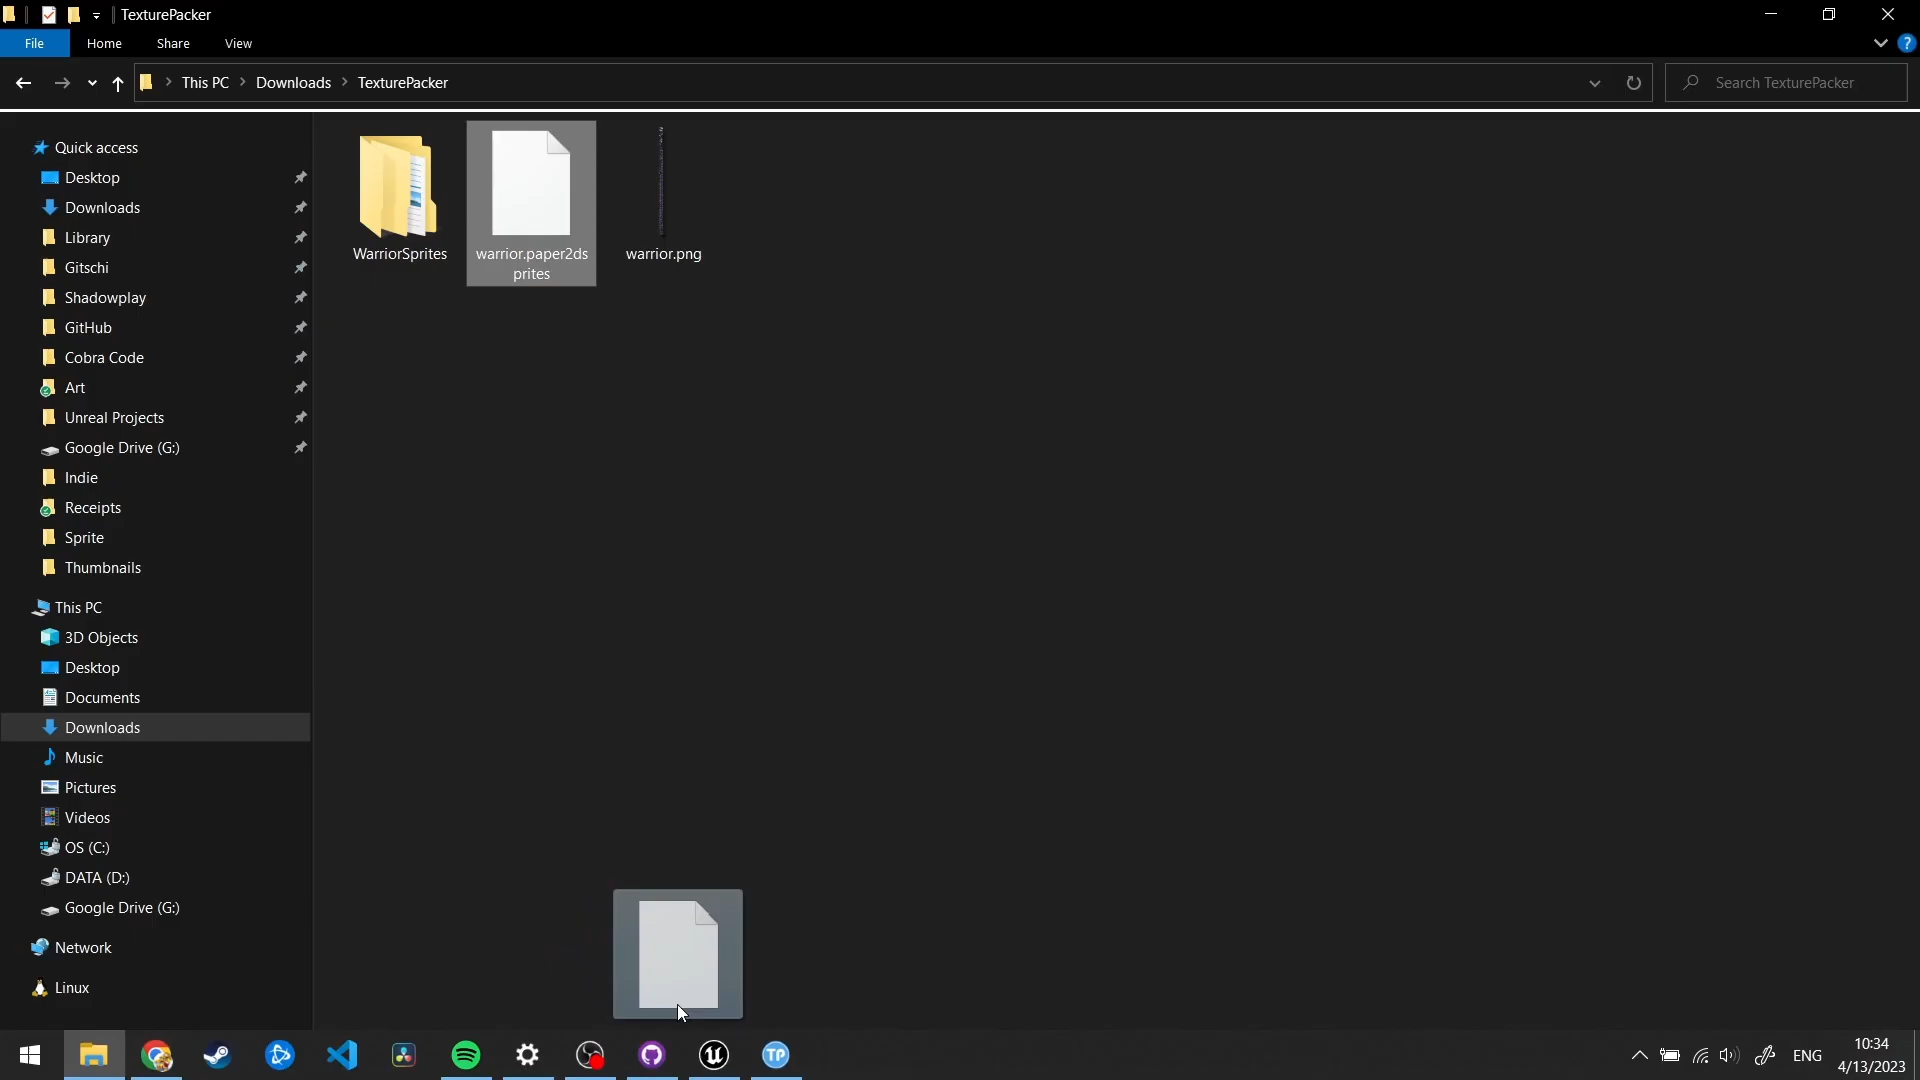 TexturePacker
File
Home
Share
View
This PC
Downloads
TexturePacker
Search TexturePacker
Quick access
Desktop
Downloads
Library
Gitschi
Shadowplay
GitHub
Cobra Code
Art
Unreal Projects
Google Drive (G:)
Indie
Receipts
Sprite
Thumbnails
This PC
3D Objects
Desktop
Documents
Downloads
Music
Pictures
Videos
OS (C:)
DATA (D:)
Google Drive (G:)
Network
Linux
WarriorSprites
warrior.paper2ds
prites
warrior.png
TP
ENG
10:34
4/13/2023